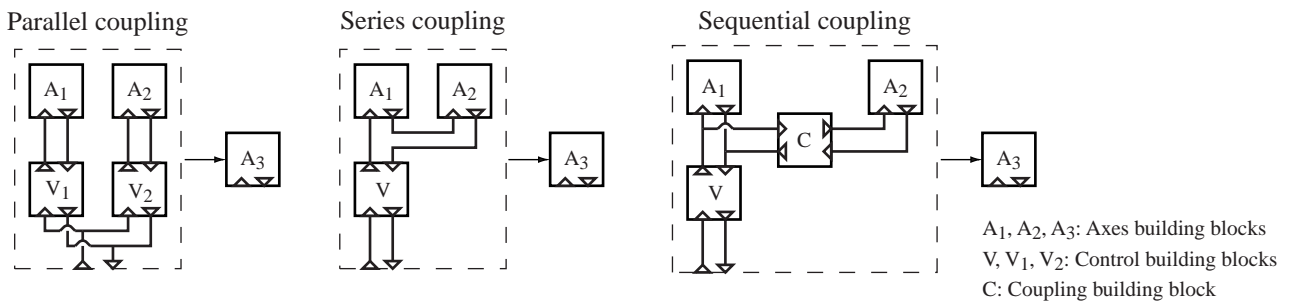 Parallel coupling
Series coupling
Sequential coupling
A1 A2
A1 A2
A1 A2
C
A3
A3
A3
V1 V2
V
V
A1, A2, A3: Axes building blocks
V, V1, V2: Control building blocks
C: Coupling building block